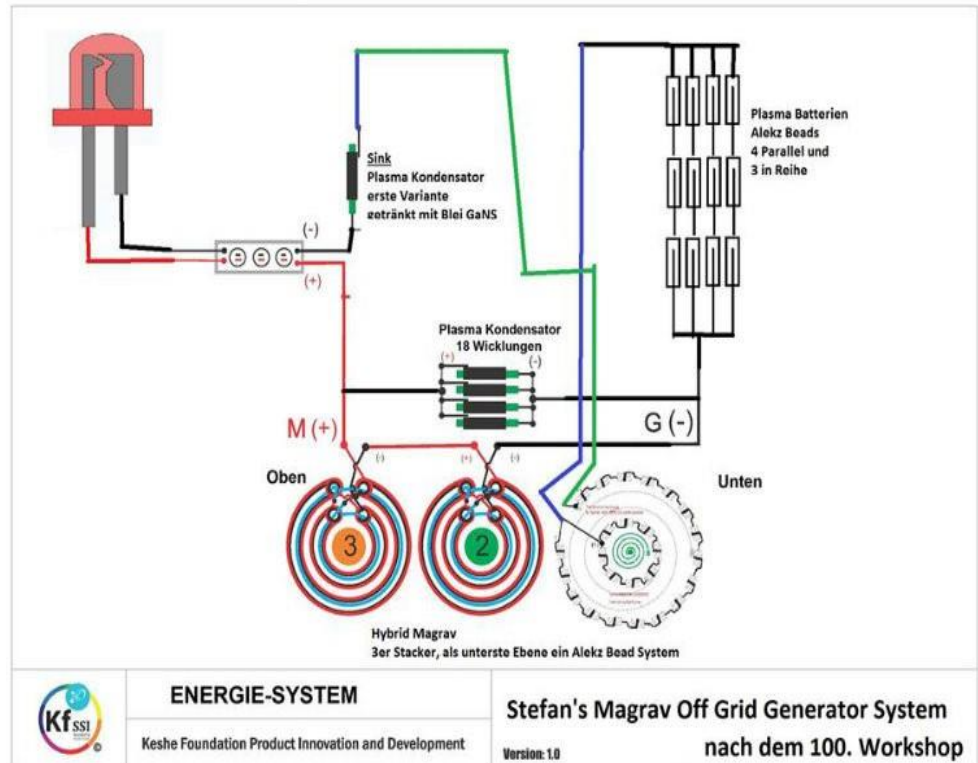 Sink
Plasma Kondensator
erste Variante
getränkt mit Blei GaNS
(-)
(+)
Plasma Batterien
Alekz Beads
4 Parallel und
3 in Reihe
Plasma Kondensator
18 Wicklungen
(+)
(-)
M (+)
G (-)
(-)
(+)
(-)
Oben
Unten
3
2
Hybrid Magrav
3er Stacker, als unterste Ebene ein Alekz Bead System
Kf SSI
©
ENERGIE-SYSTEM
Keshe Foundation Product Innovation and Development
Stefan's Magrav Off Grid Generator System
Version: 1.0
nach dem 100. Workshop